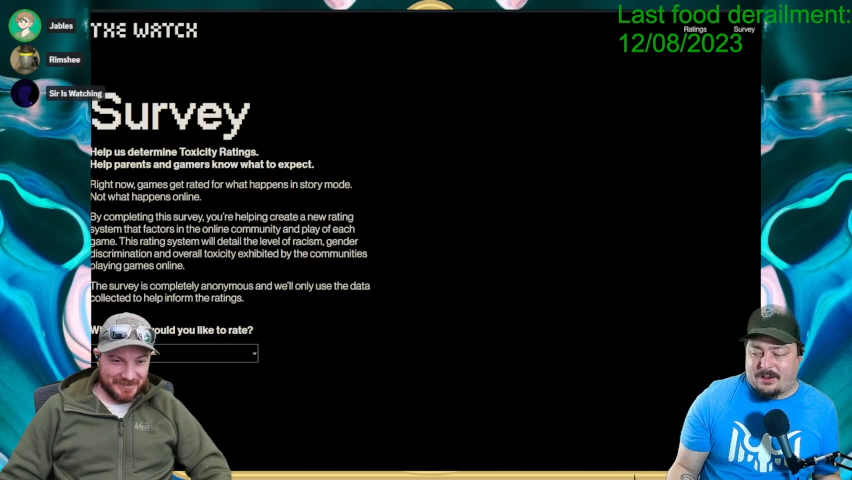 Jables
Rimshee
Sir Is Watching
THE WATCH
Last food derailment:
12/08/2023
Ratings
Survey
Survey
Help us determine Toxicity Ratings.
Help parents and gamers know what to expect.
Right now, games get rated for what happens in story mode.
Not what happens online.
By completing this survey, you're helping create a new rating
system that factors in the online community and play of each
game. This rating system will detail the level of racism, gender
discrimination and overall toxicity exhibited by the communities
playing games online.
The survey is completely anonymous and we'll only use the data
collected to help inform the ratings.
would you like to rate?